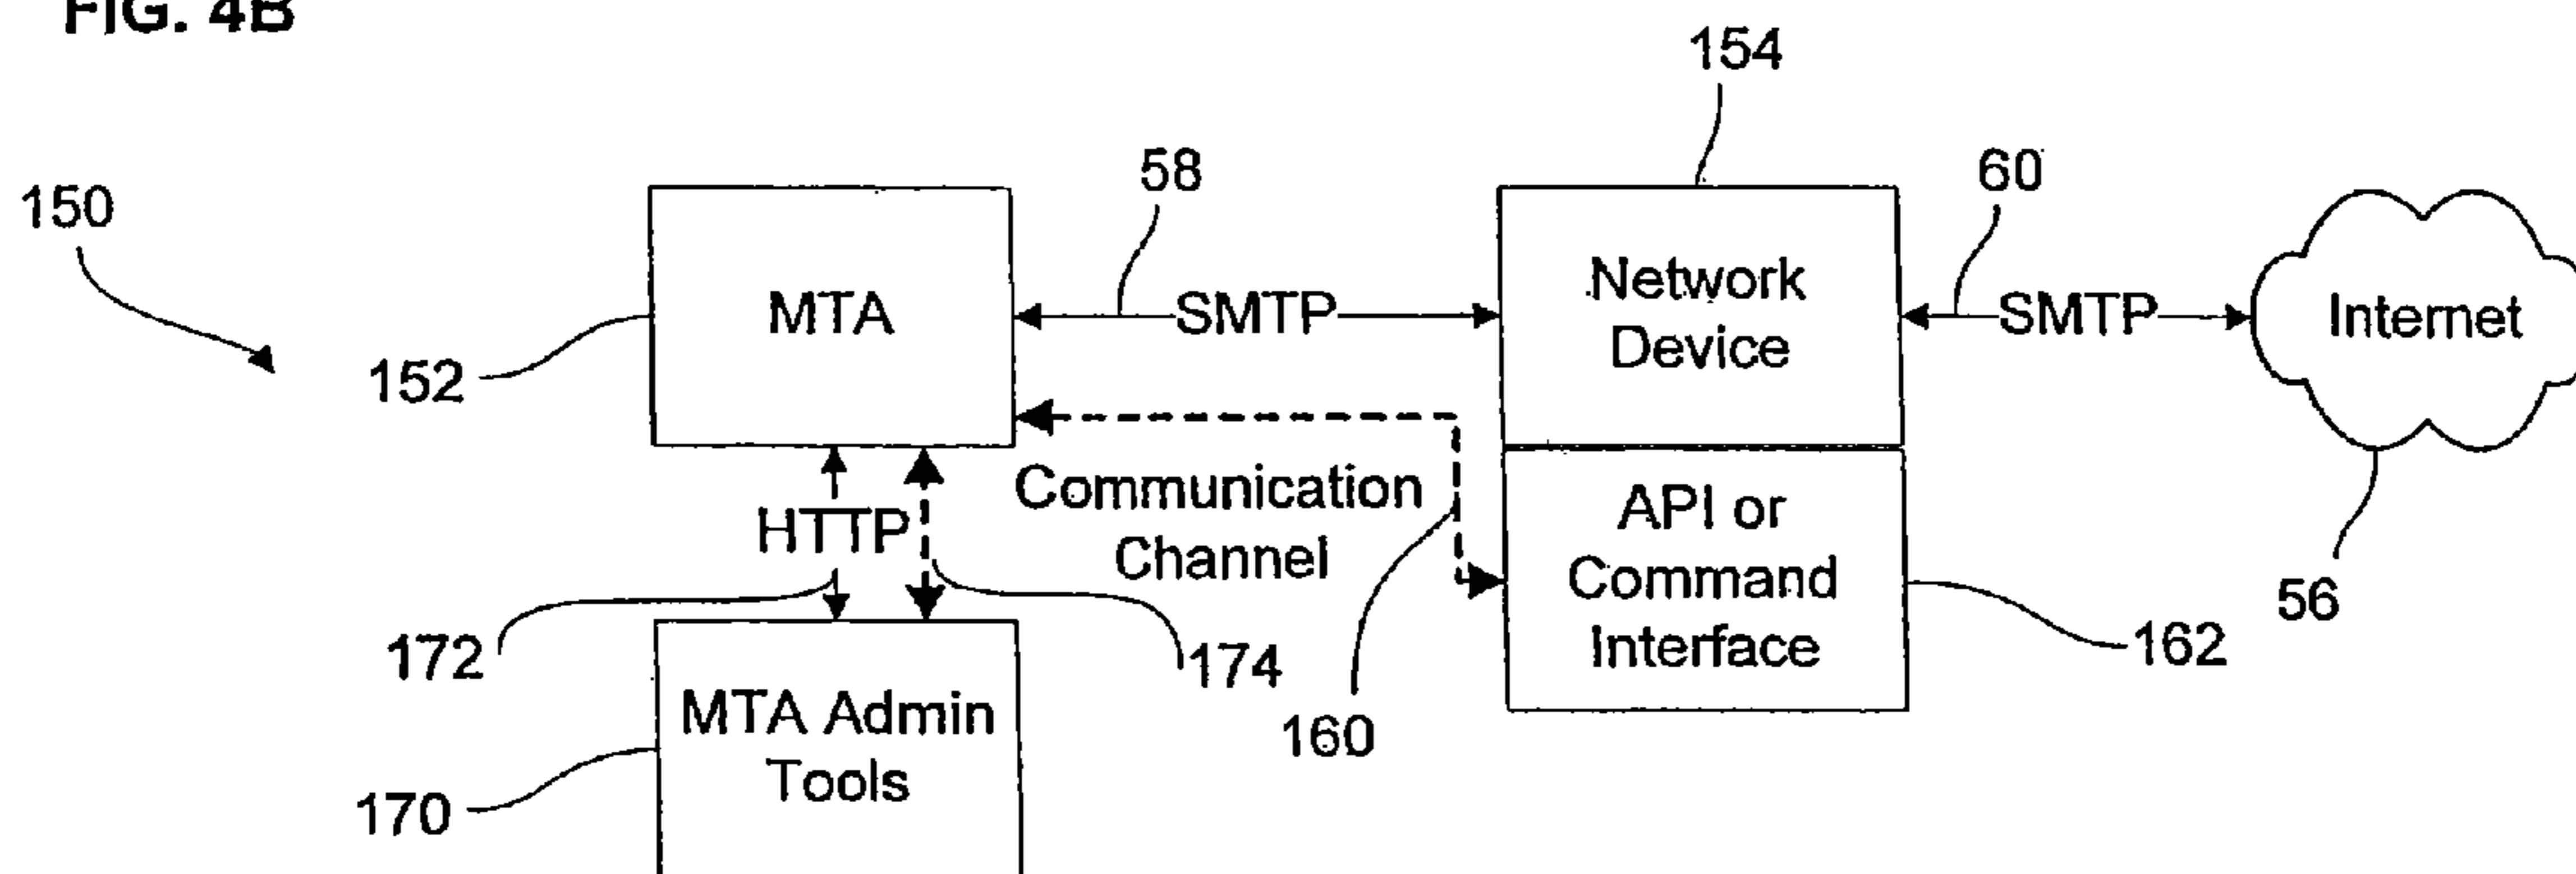 FIG. 4B
154
58
60
150
Network
Device
MTA
SMTP
SMTP
Internet
152
Communication
Channel
API or
Command
Interface
HTTP
56
172
174
162
MTA Admin
Tools
160
170